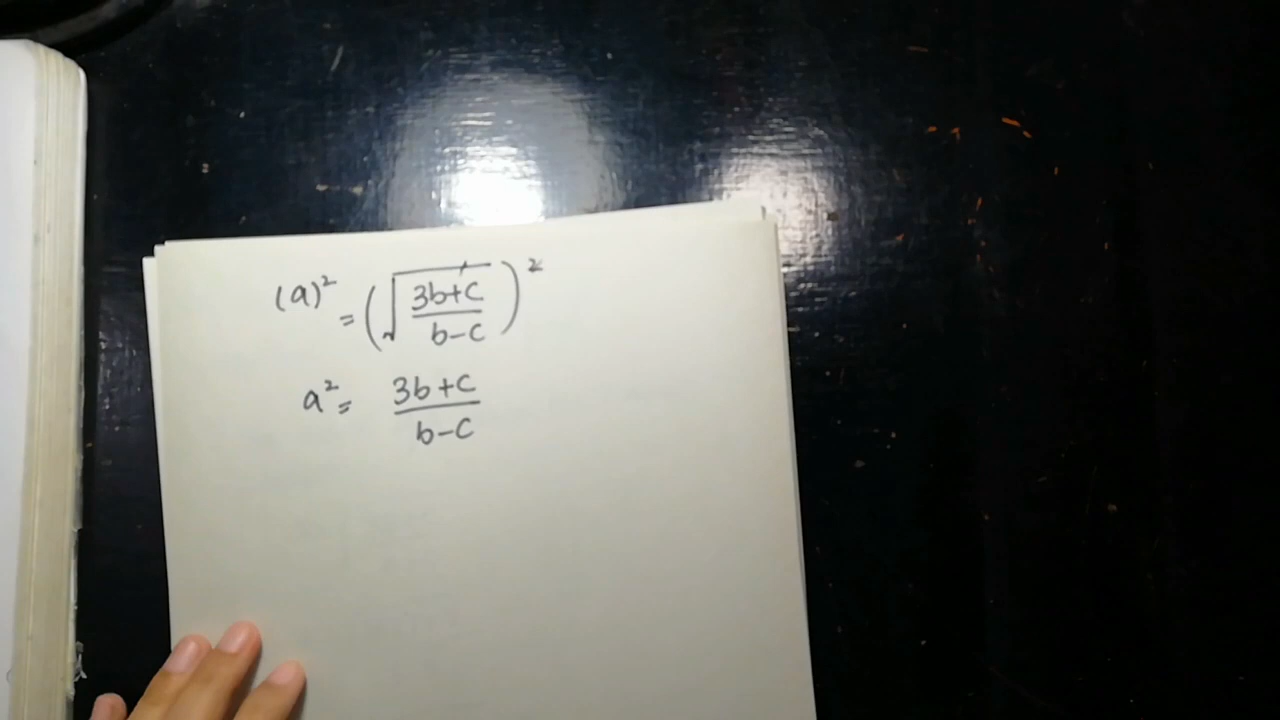 (a)² = (√(3b+c / b-c))²
a² = 3b+c / b-c